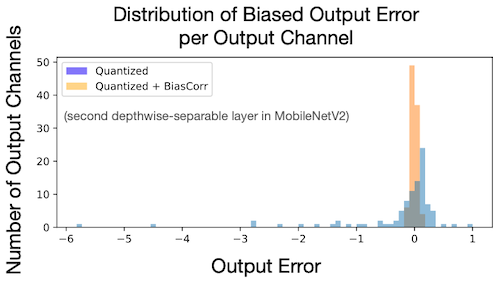 Distribution of Biased Output Error
per Output Channel
Number of Output Channels
50
40
30
20
10
0
Quantized
Quantized + BiasCorr
(second depthwise-separable layer in MobileNetV2)
−6 −5 −4 −3 −2 −1 0 1
Output Error